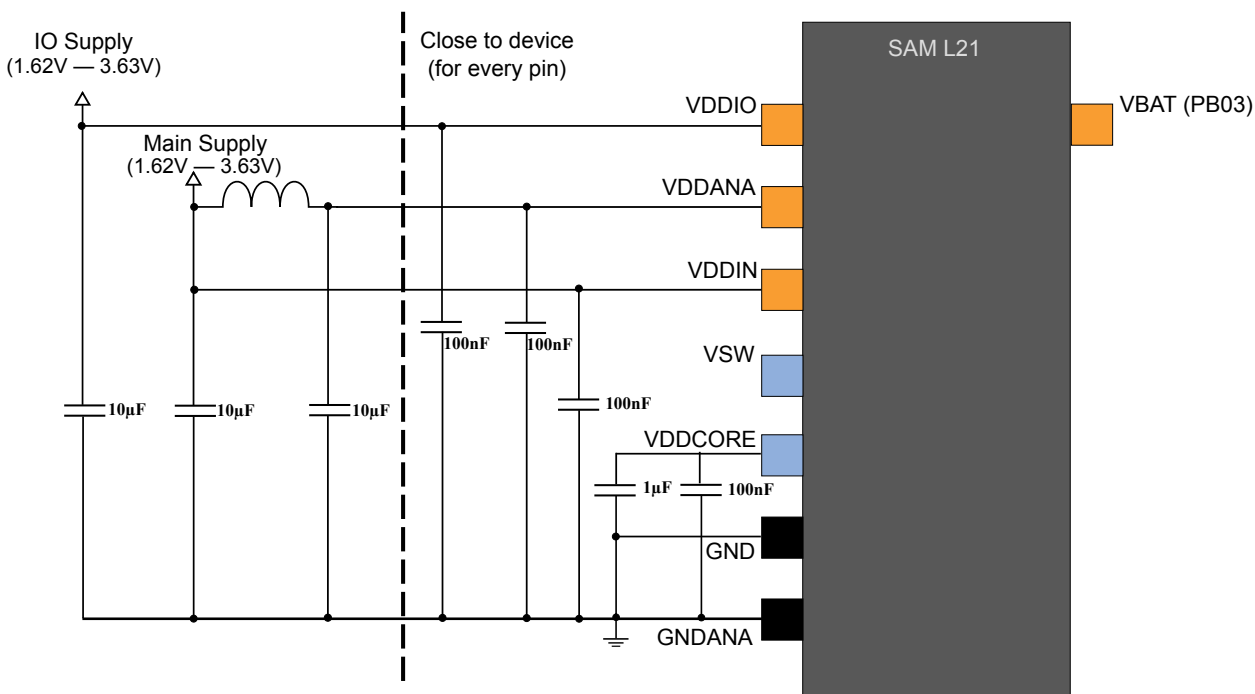 IO Supply
(1.62V — 3.63V)
Close to device
(for every pin)
SAM L21
VDDIO
VBAT (PB03)
Main Supply
(1.62V — 3.63V)
VDDANA
VDDIN
100nF
100nF
VSW
10µF
10µF
10µF
100nF
VDDCORE
1µF
100nF
GND
GNDANA